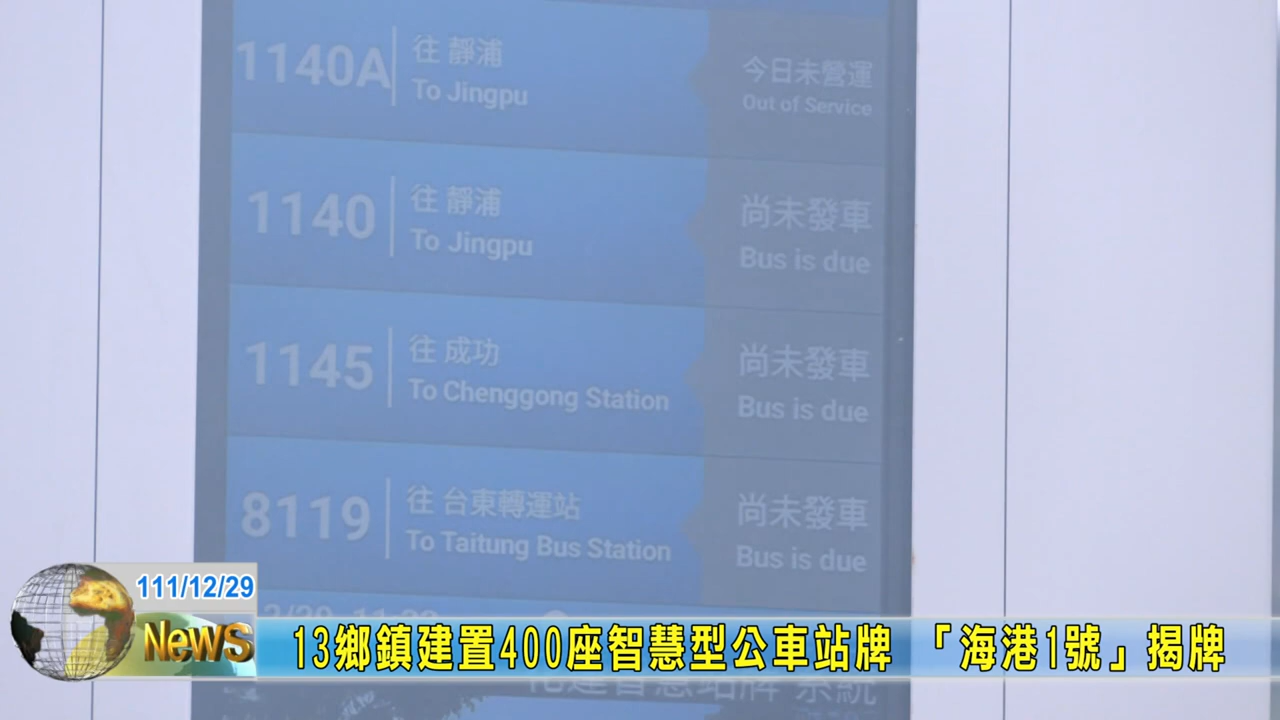 1140A
往 靜浦
To Jingpu
今日未營運
Out of Service
1140
往 靜浦
To Jingpu
尚未發車
Bus is due
1145
往 成功
To Chenggong Station
尚未發車
Bus is due
8119
往 台東轉運站
To Taitung Bus Station
尚未發車
Bus is due
111/12/29
News
13鄉鎮建置400座智慧型公車站牌 「海港1號」揭牌